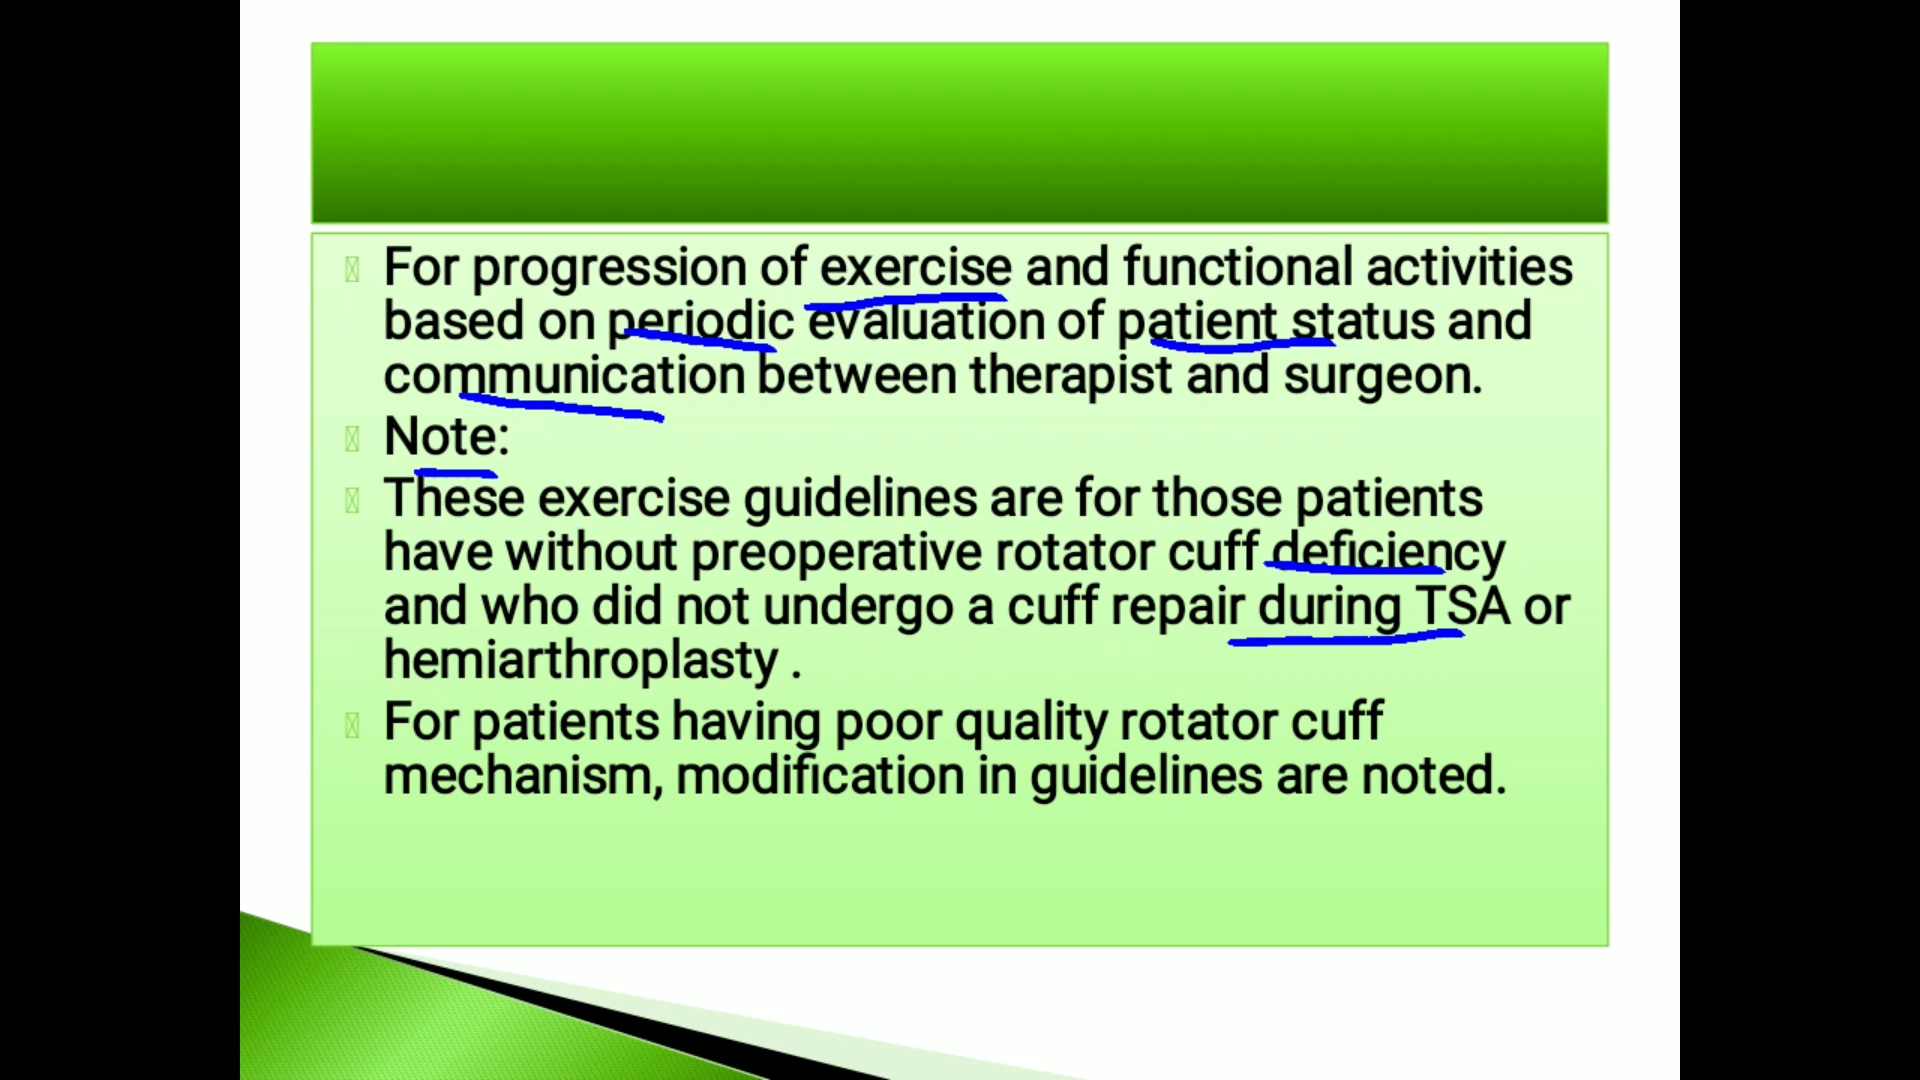 For progression of exercise and functional activities
based on periodic evaluation of patient status and
communication between therapist and surgeon.
Note:
These exercise guidelines are for those patients
have without preoperative rotator cuff deficiency
and who did not undergo a cuff repair during TSA or
hemiarthroplasty .
For patients having poor quality rotator cuff
mechanism, modification in guidelines are noted.